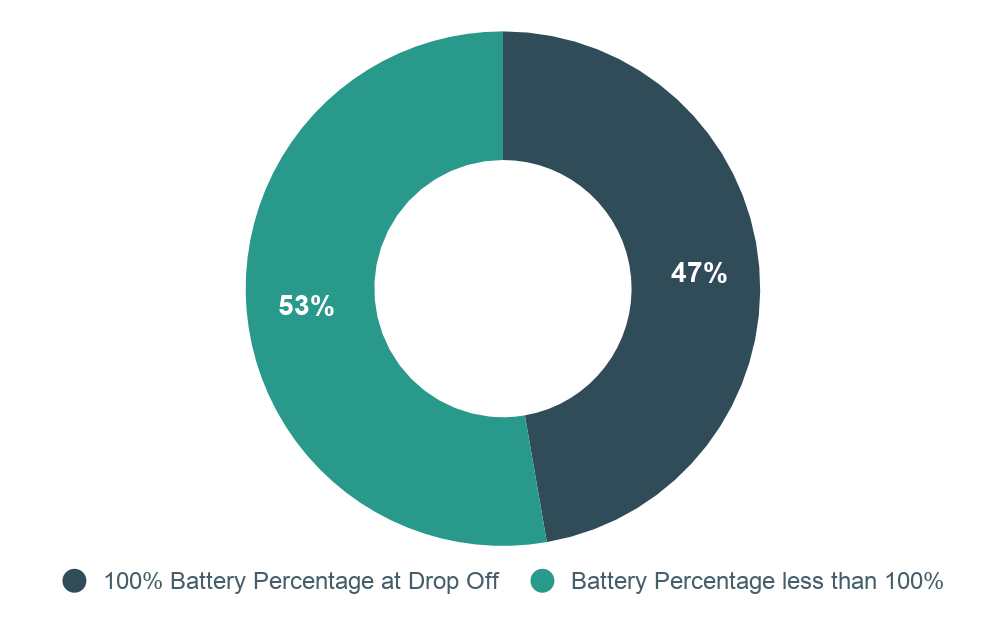 47%
53%
100% Battery Percentage at Drop Off
Battery Percentage less than 100%